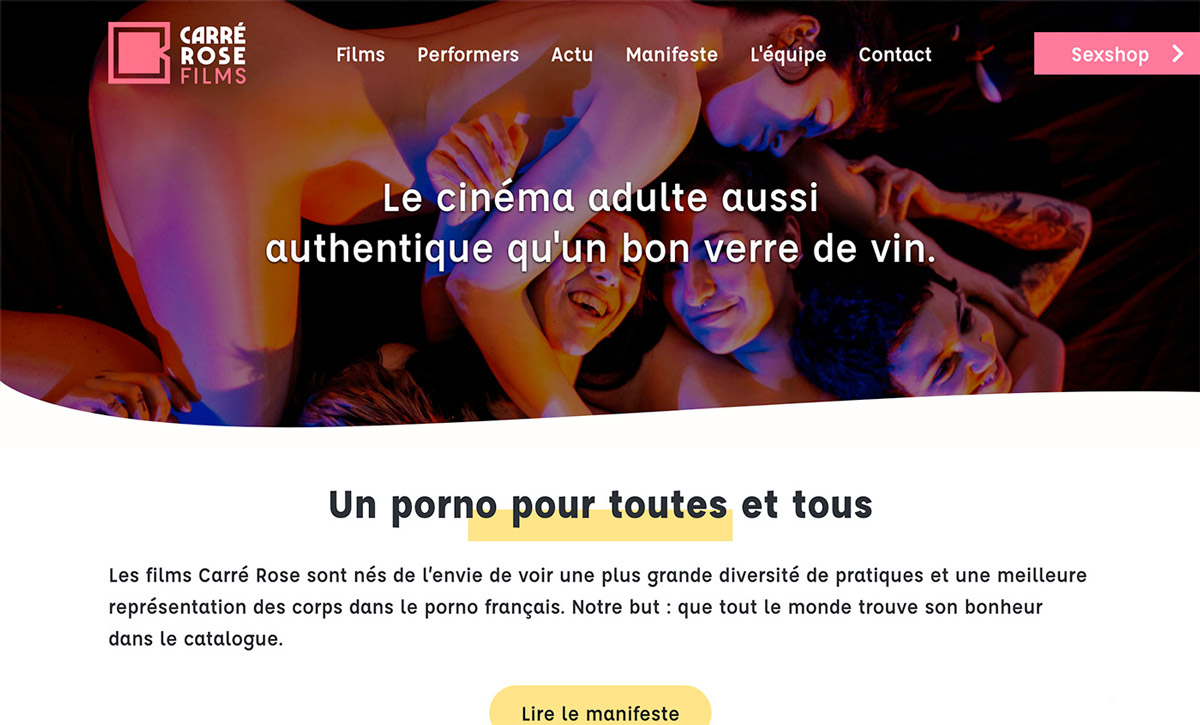 CARRÉ
ROSE
FILMS
Films Performers Actu Manifeste L'équipe Contact Sexshop
Le cinéma adulte aussi
authentique qu'un bon verre de vin.
Un porno pour toutes et tous
Les films Carré Rose sont nés de l’envie de voir une plus grande diversité de pratiques et une meilleure
représentation des corps dans le porno français. Notre but : que tout le monde trouve son bonheur
dans le catalogue.
Lire le manifeste